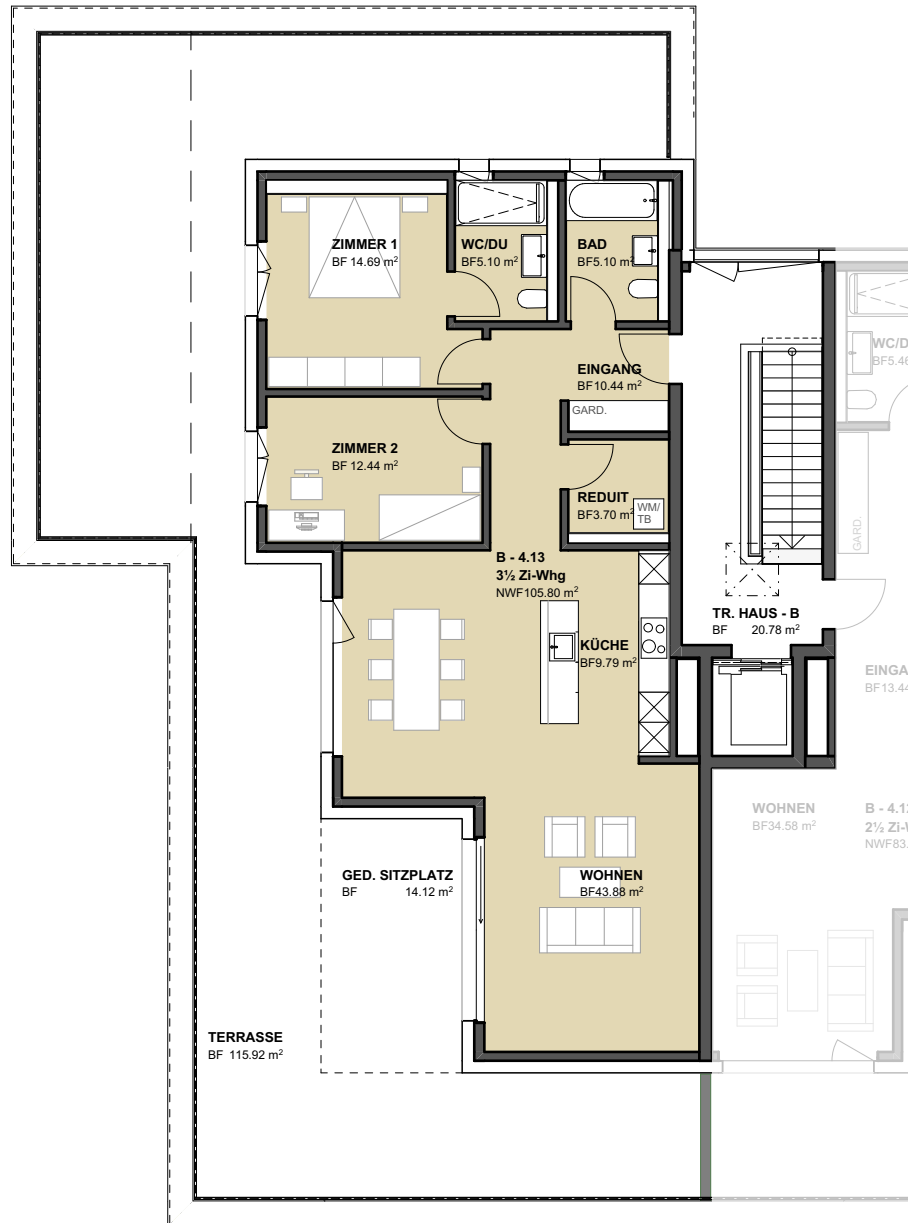 ZIMMER 1
BF 14.69 m²
WC/DU
BF5.10 m²
BAD
BF5.10 m²
EINGANG
BF10.44 m²
GARD.
ZIMMER 2
BF 12.44 m²
REDUIT
BF3.70 m²
WM/
TB
B - 4.13
3½ Zi-Whg
NWF105.80 m²
KÜCHE
BF9.79 m²
TR. HAUS - B
BF 20.78 m²
WC/D
BF5.46
GARD.
EINGA
BF13.44
WOHNEN
BF34.58 m²
B - 4.12
2½ Zi-W
NWF83.
GED. SITZPLATZ
BF 14.12 m²
WOHNEN
BF43.88 m²
TERRASSE
BF 115.92 m²